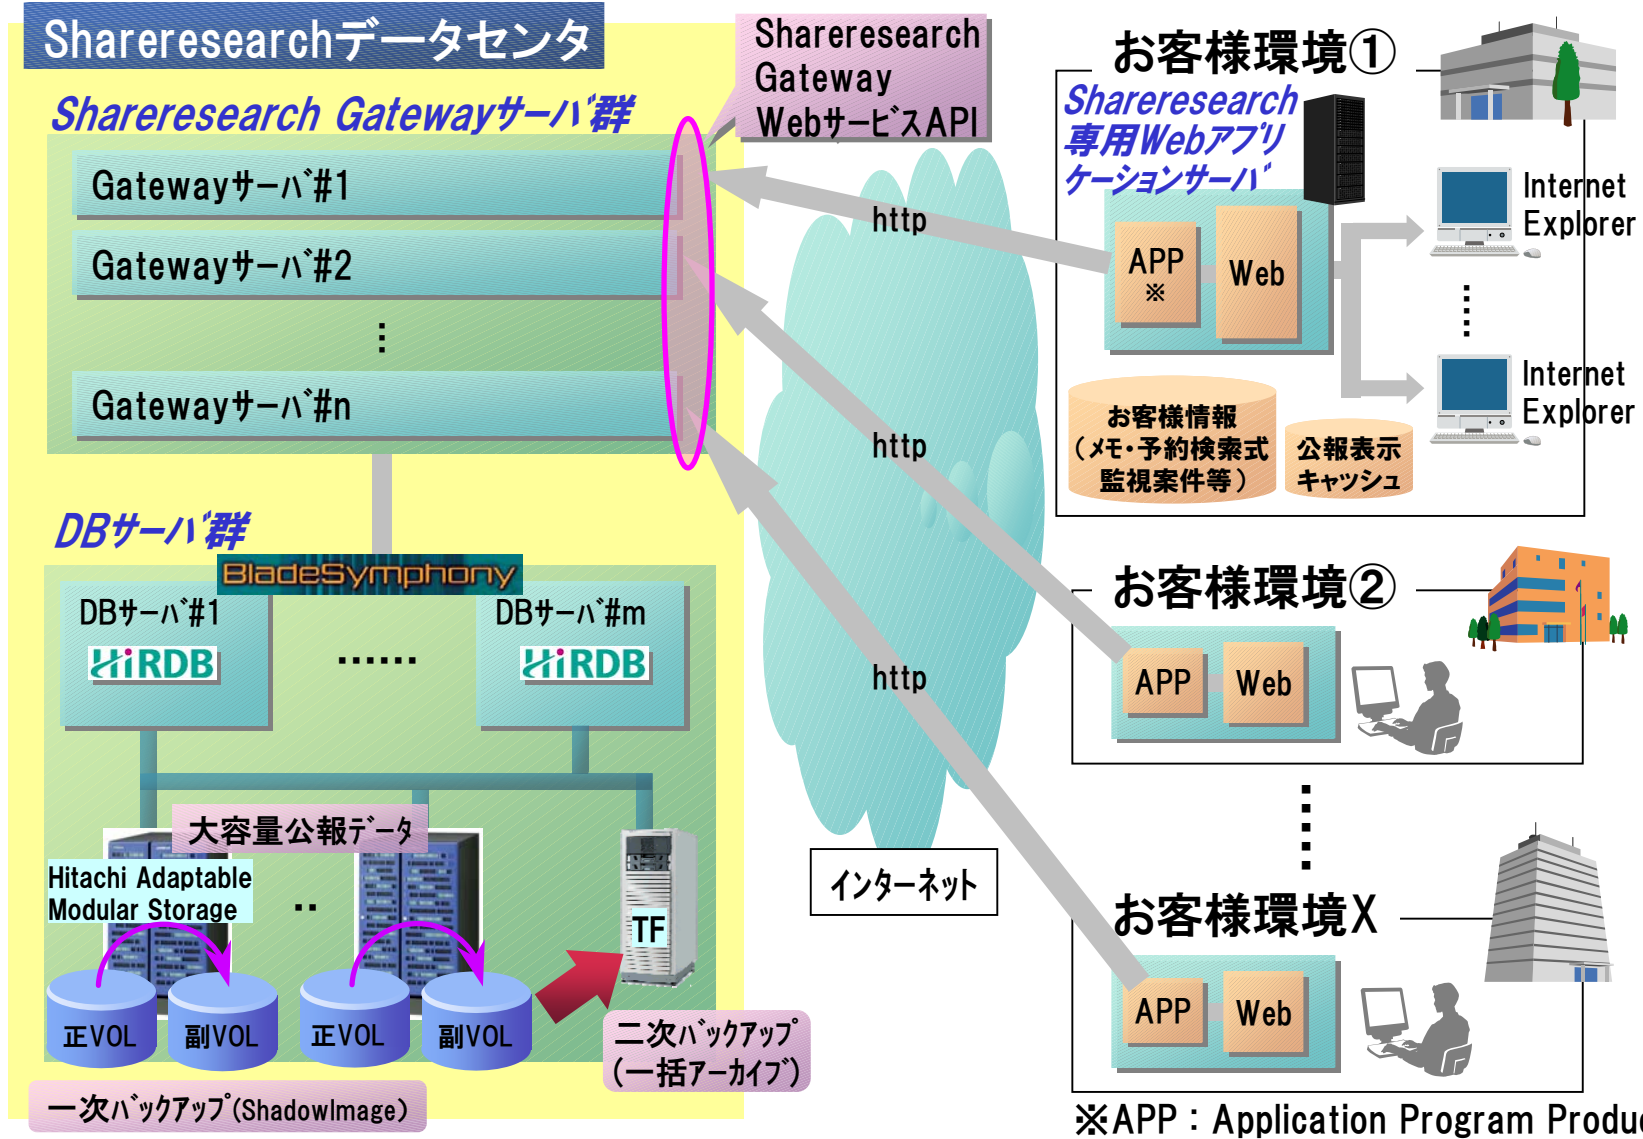 Shareresearchデータセンタ
Shareresearch Gatewayサーバ群
Gatewayサーバ#1
Gatewayサーバ#2
⋮
Gatewayサーバ#n
Shareresearch
Gateway
WebサービスAPI
DBサーバ群
BladeSymphony
DBサーバ#1
HiRDB
……
DBサーバ#m
HiRDB
大容量公報データ
Hitachi Adaptable
Modular Storage
‥
TF
正VOL
副VOL
正VOL
副VOL
二次バックアップ
(一括アーカイブ)
一次バックアップ(ShadowImage)
http
http
http
インターネット
お客様環境①
Shareresearch
専用Webアプリ
ケーションサーバ
APP
※
Web
Internet
Explorer
Internet
Explorer
お客様情報
(メモ・予約検索式
監視案件等)
公報表示
キャッシュ
お客様環境②
APP
Web
お客様環境X
APP
Web
※APP : Application Program Produ